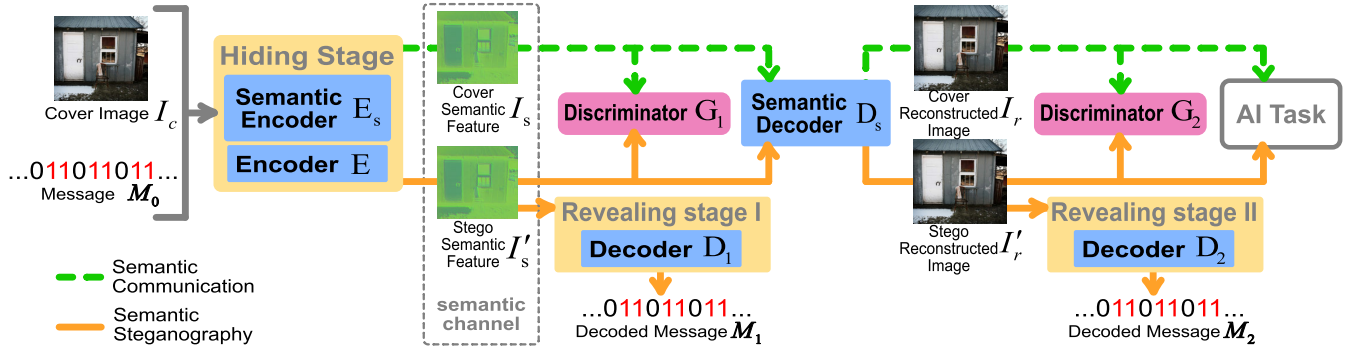 Cover Image I_c
...011011011...
Message M_0
Hiding Stage
Semantic
Encoder E_s
Encoder E
Cover
Semantic
Feature I_s
Stego
Semantic
Feature I′_s
semantic
channel
Discriminator G_1
Semantic
Decoder D_s
Revealing stage I
Decoder D_1
...011011011...
Decoded Message M_1
Cover
Reconstructed
Image I_r
Stego
Reconstructed
Image I′_r
Discriminator G_2
AI Task
Revealing stage II
Decoder D_2
...011011011...
Decoded Message M_2
Semantic
Communication
Semantic
Steganography